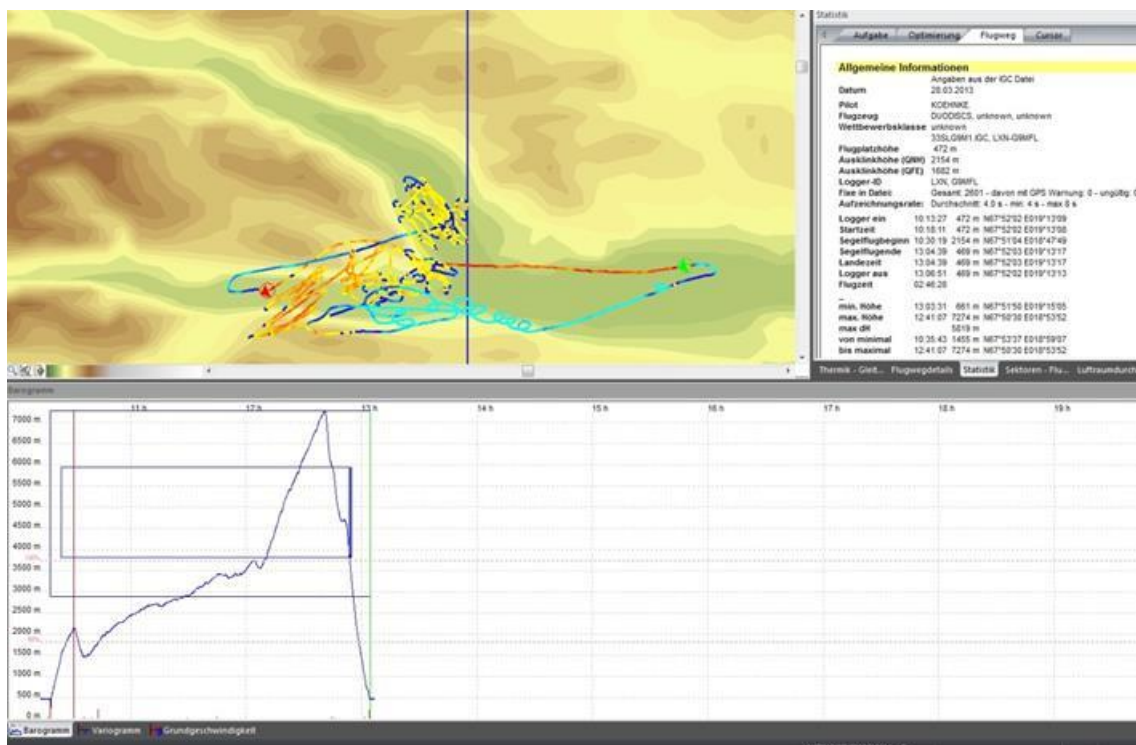 Statistik
Aufgabe Optimierung Flugweg Cursor
Allgemeine Informationen
Angaben aus der IGC Datei
Datum 28.03.2013
Pilot KOEHNKE
Flugzeug DUODISCS, unknown, unknown
Wettbewerbsklasse unknown
33SLG9M1.IGC, LXN-G9MFL
Flugplatzhöhe 472 m
Ausklinkhöhe (QNH) 2154 m
Ausklinkhöhe (QFE) 1682 m
Logger-ID LXN, G9MFL
Fixe in Datei: Gesamt: 2601 - davon mit GPS Warnung: 0 - ungültig: 0
Aufzeichnungsrate: Durchschnitt: 4.0 s - min: 4 s - max 8 s
Logger ein 10:13:27 472 m N67°52'02 E019°13'09
Startzeit 10:18:11 472 m N67°52'02 E019°13'08
Segelflugbeginn 10:30:19 2154 m N67°51'04 E018°47'49
Segelflugende 13:04:39 469 m N67°52'03 E019°13'17
Landezeit 13:04:39 469 m N67°52'03 E019°13'17
Logger aus 13:06:51 469 m N67°52'02 E019°13'13
Flugzeit 02:46:28
min. Höhe 13:03:31 661 m N67°51'50 E019°15'05
max. Höhe 12:41:07 7274 m N67°50'30 E018°53'52
max dH 5819 m
von minimal 10:35:43 1455 m N67°53'37 E018°59'07
bis maximal 12:41:07 7274 m N67°50'30 E018°53'52
Thermik - Gleit... Flugwegdetails Statistik Sektoren - Flu... Luftraumdurch
Barogramm
11 h 12 h 13 h 14 h 15 h 16 h 17 h 18 h 19 h
7000 m
6500 m
6000 m
5500 m
5000 m
4500 m
4000 m
3500 m
3000 m
2500 m
2000 m
1500 m
1000 m
500 m
0 m
Barogramm Variogramm Grundgeschwindigkeit